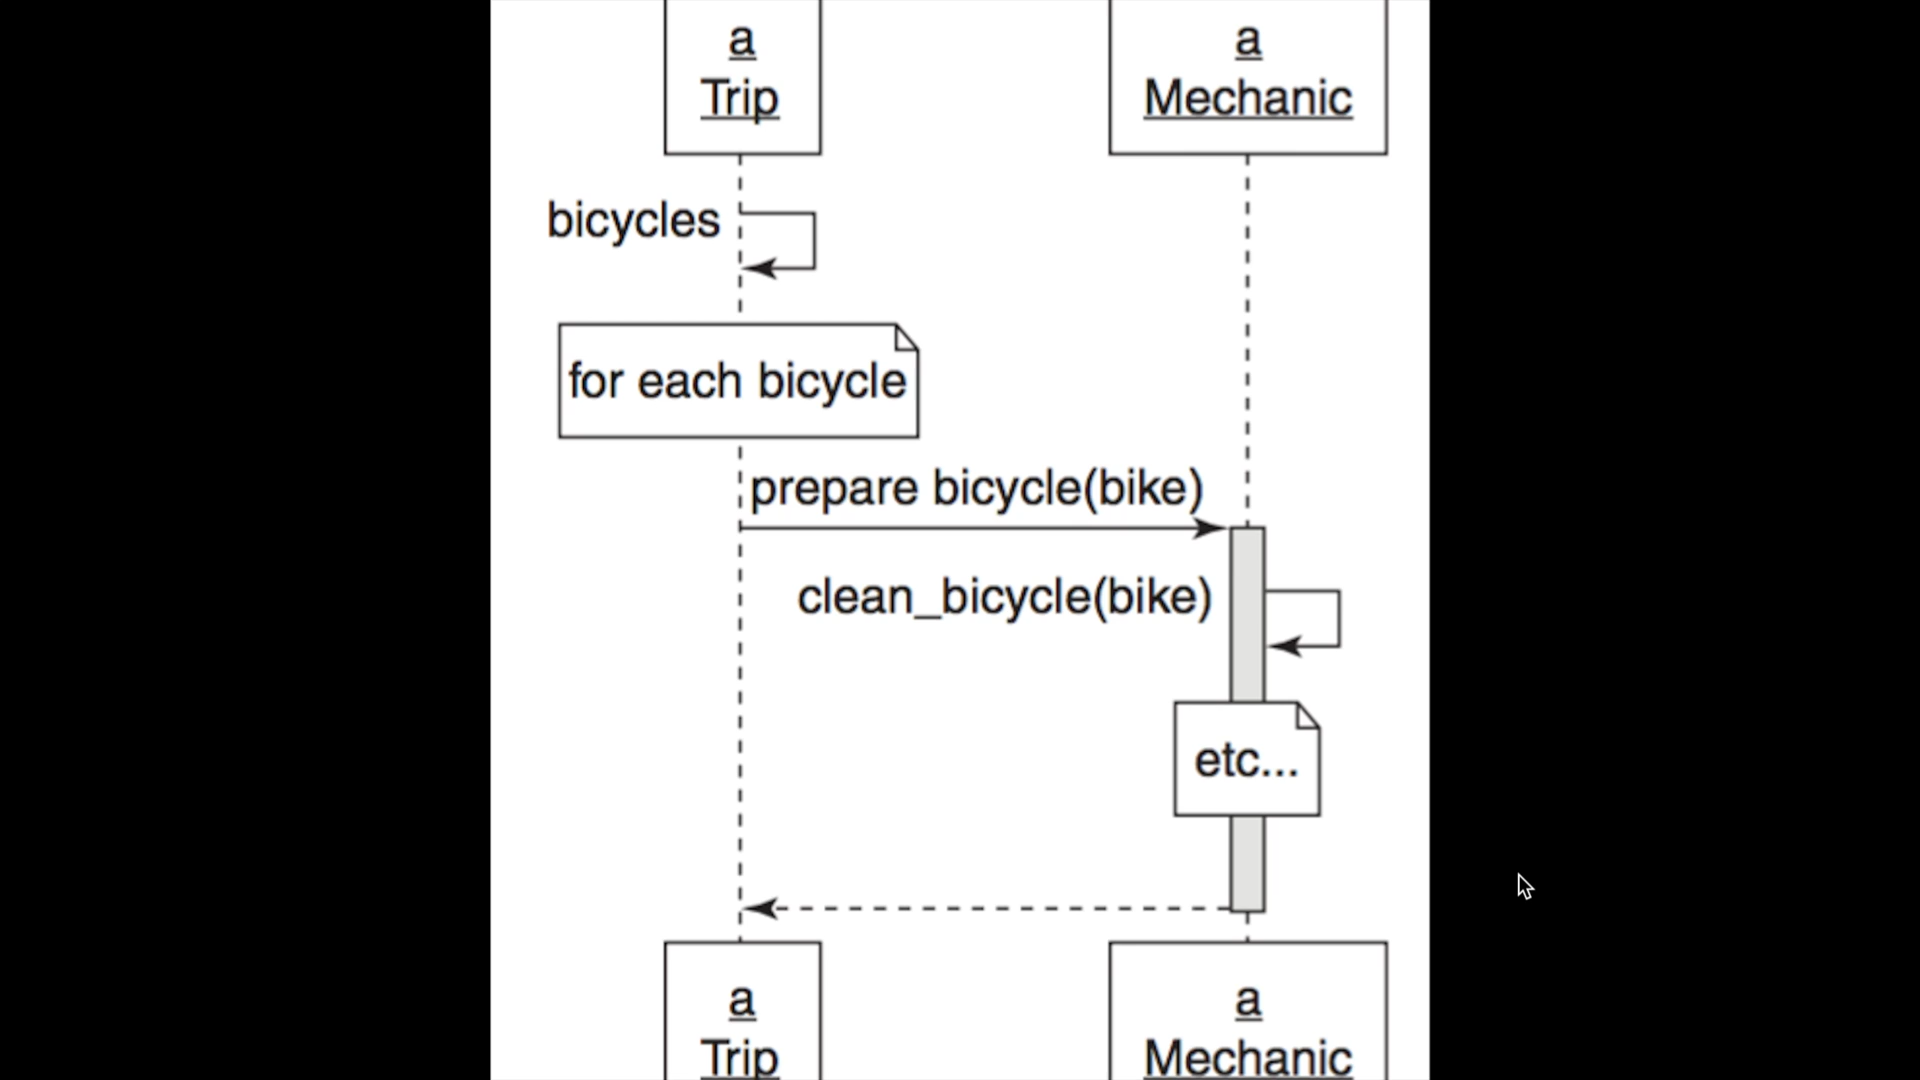 a
Trip
a
Mechanic
bicycles
for each bicycle
prepare bicycle(bike)
clean_bicycle(bike)
etc...
a
Trip
a
Mechanic